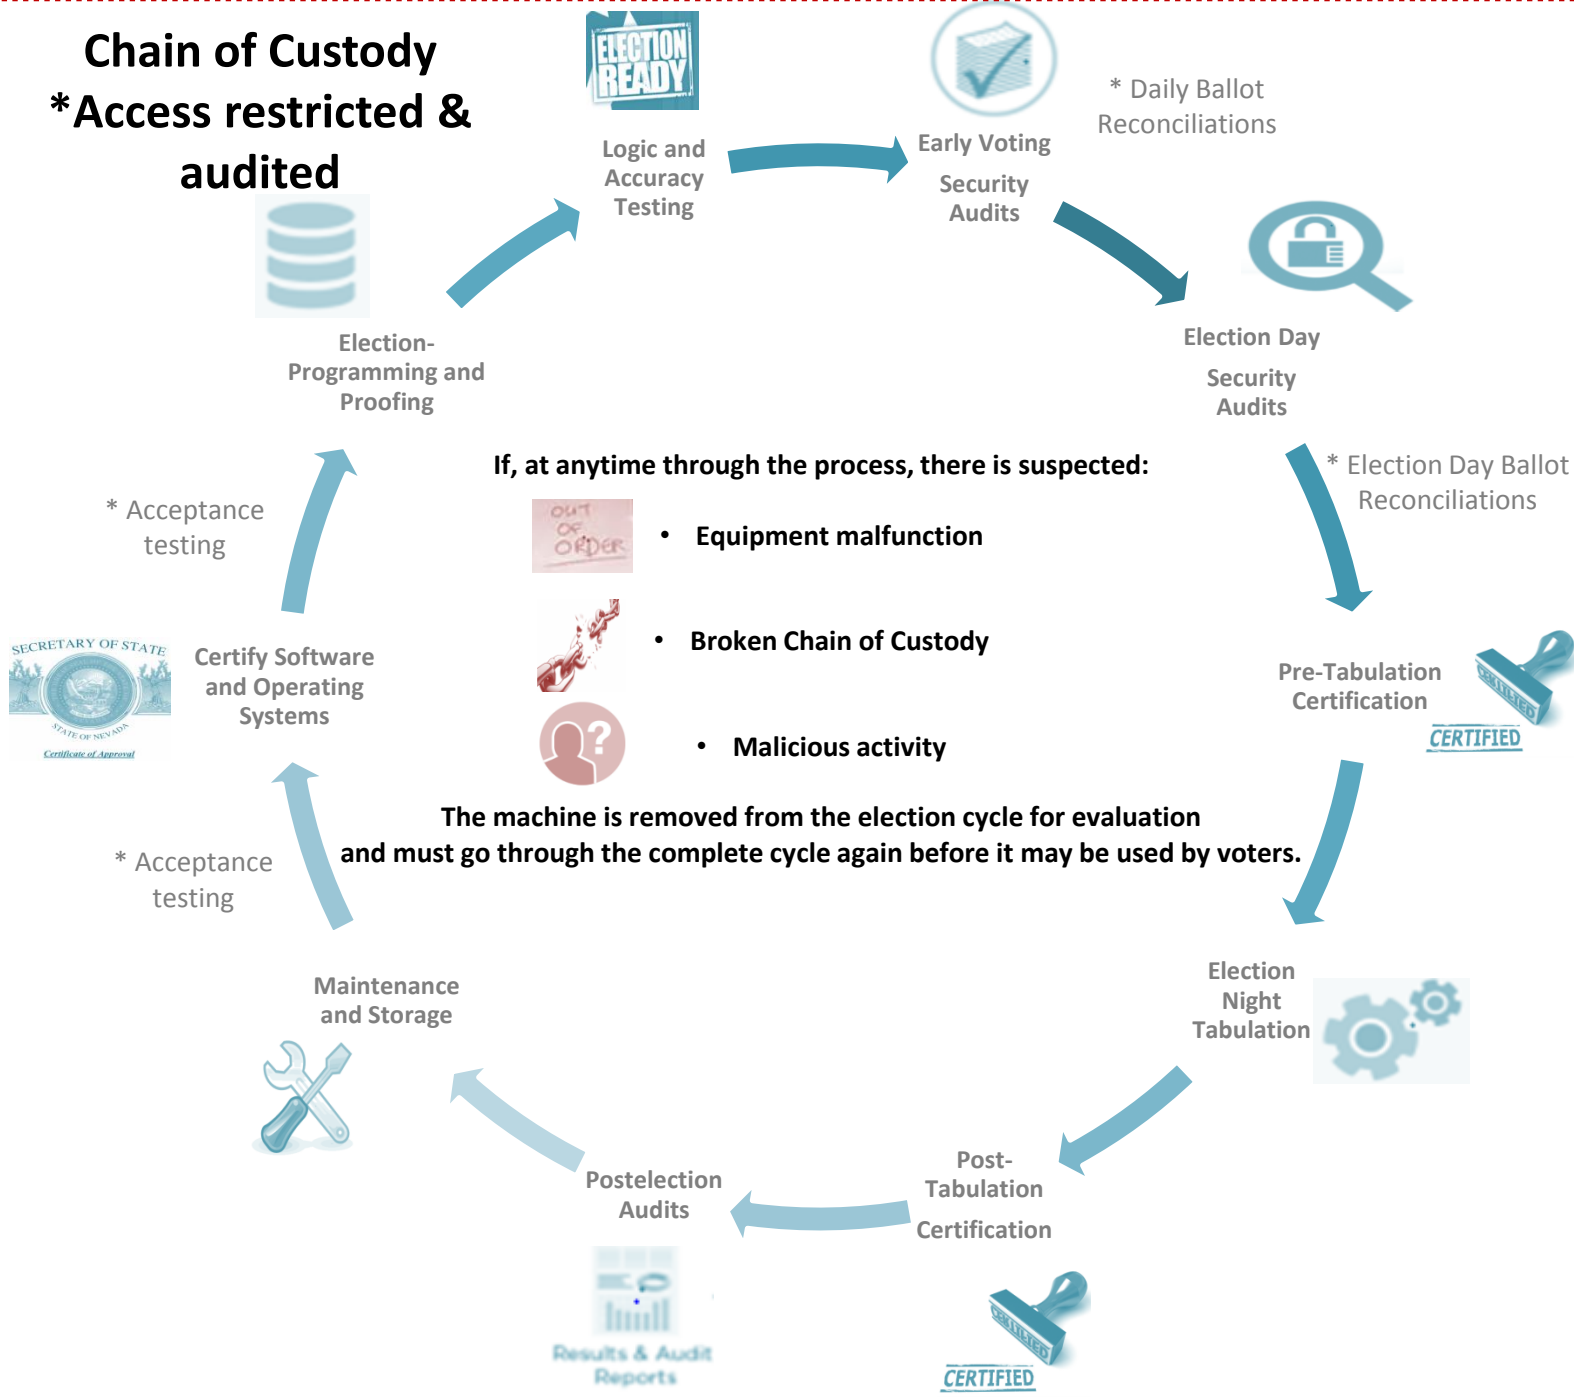 Chain of Custody
*Access restricted &
audited
ELECTION
READY
Logic and
Accuracy
Testing
Early Voting
Security
Audits
* Daily Ballot
Reconciliations
Election Day
Security
Audits
* Election Day Ballot
Reconciliations
Pre-Tabulation
Certification
CERTIFIED
CERTIFIED
Election
Night
Tabulation
Post-
Tabulation
Certification
CERTIFIED
CERTIFIED
Postelection
Audits
Results & Audit
Reports
Maintenance
and Storage
* Acceptance
testing
Certify Software
and Operating
Systems
SECRETARY OF STATE
STATE OF NEVADA
Certificate of Approval
* Acceptance
testing
Election-
Programming and
Proofing
If, at anytime through the process, there is suspected:
OUT
OF
ORDER
• Equipment malfunction
• Broken Chain of Custody
?
• Malicious activity
The machine is removed from the election cycle for evaluation
and must go through the complete cycle again before it may be used by voters.